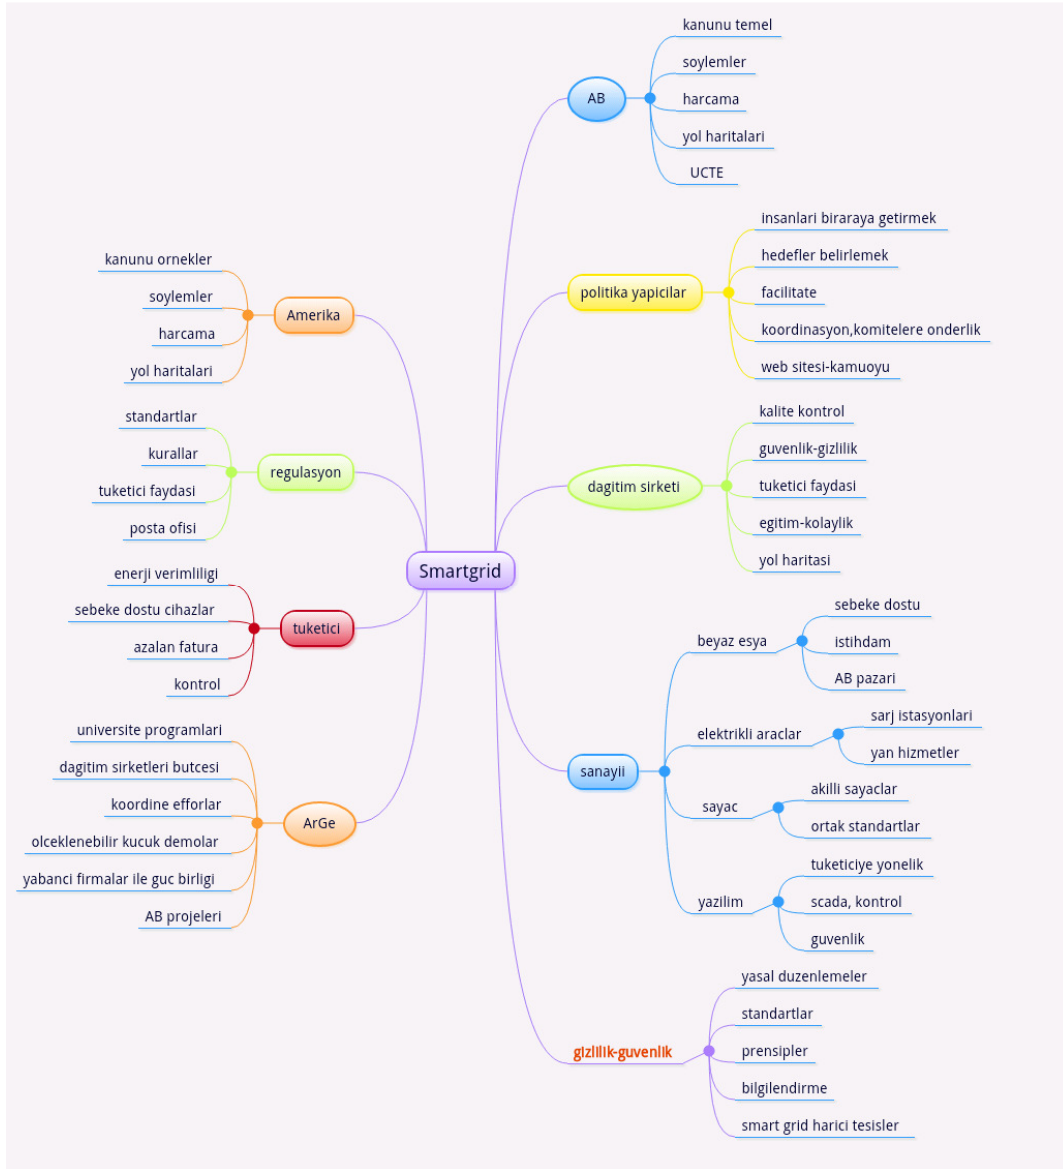 Smartgrid
AB
kanunu temel
soylemler
harcama
yol haritalari
UCTE
politika yapicilar
insanlari biraraya getirmek
hedefler belirlemek
facilitate
koordinasyon,komitelere onderlik
web sitesi-kamuoyu
dagitim sirketi
kalite kontrol
guvenlik-gizlilik
tuketici faydasi
egitim-kolaylik
yol haritasi
sanayii
beyaz esya
sebeke dostu
istihdam
AB pazari
elektrikli araclar
sarj istasyonlari
yan hizmetler
sayac
akilli sayaclar
ortak standartlar
yazilim
tuketiciye yonelik
scada, kontrol
guvenlik
gizlilik-guvenlik
yasal duzenlemeler
standartlar
prensipler
bilgilendirme
smart grid harici tesisler
Amerika
kanunu ornekler
soylemler
harcama
yol haritalari
regulasyon
standartlar
kurallar
tuketici faydasi
posta ofisi
tuketici
enerji verimliligi
sebeke dostu cihazlar
azalan fatura
kontrol
ArGe
universite programlari
dagitim sirketleri butcesi
koordine efforlar
olceklenebilir kucuk demolar
yabanci firmalar ile guc birligi
AB projeleri